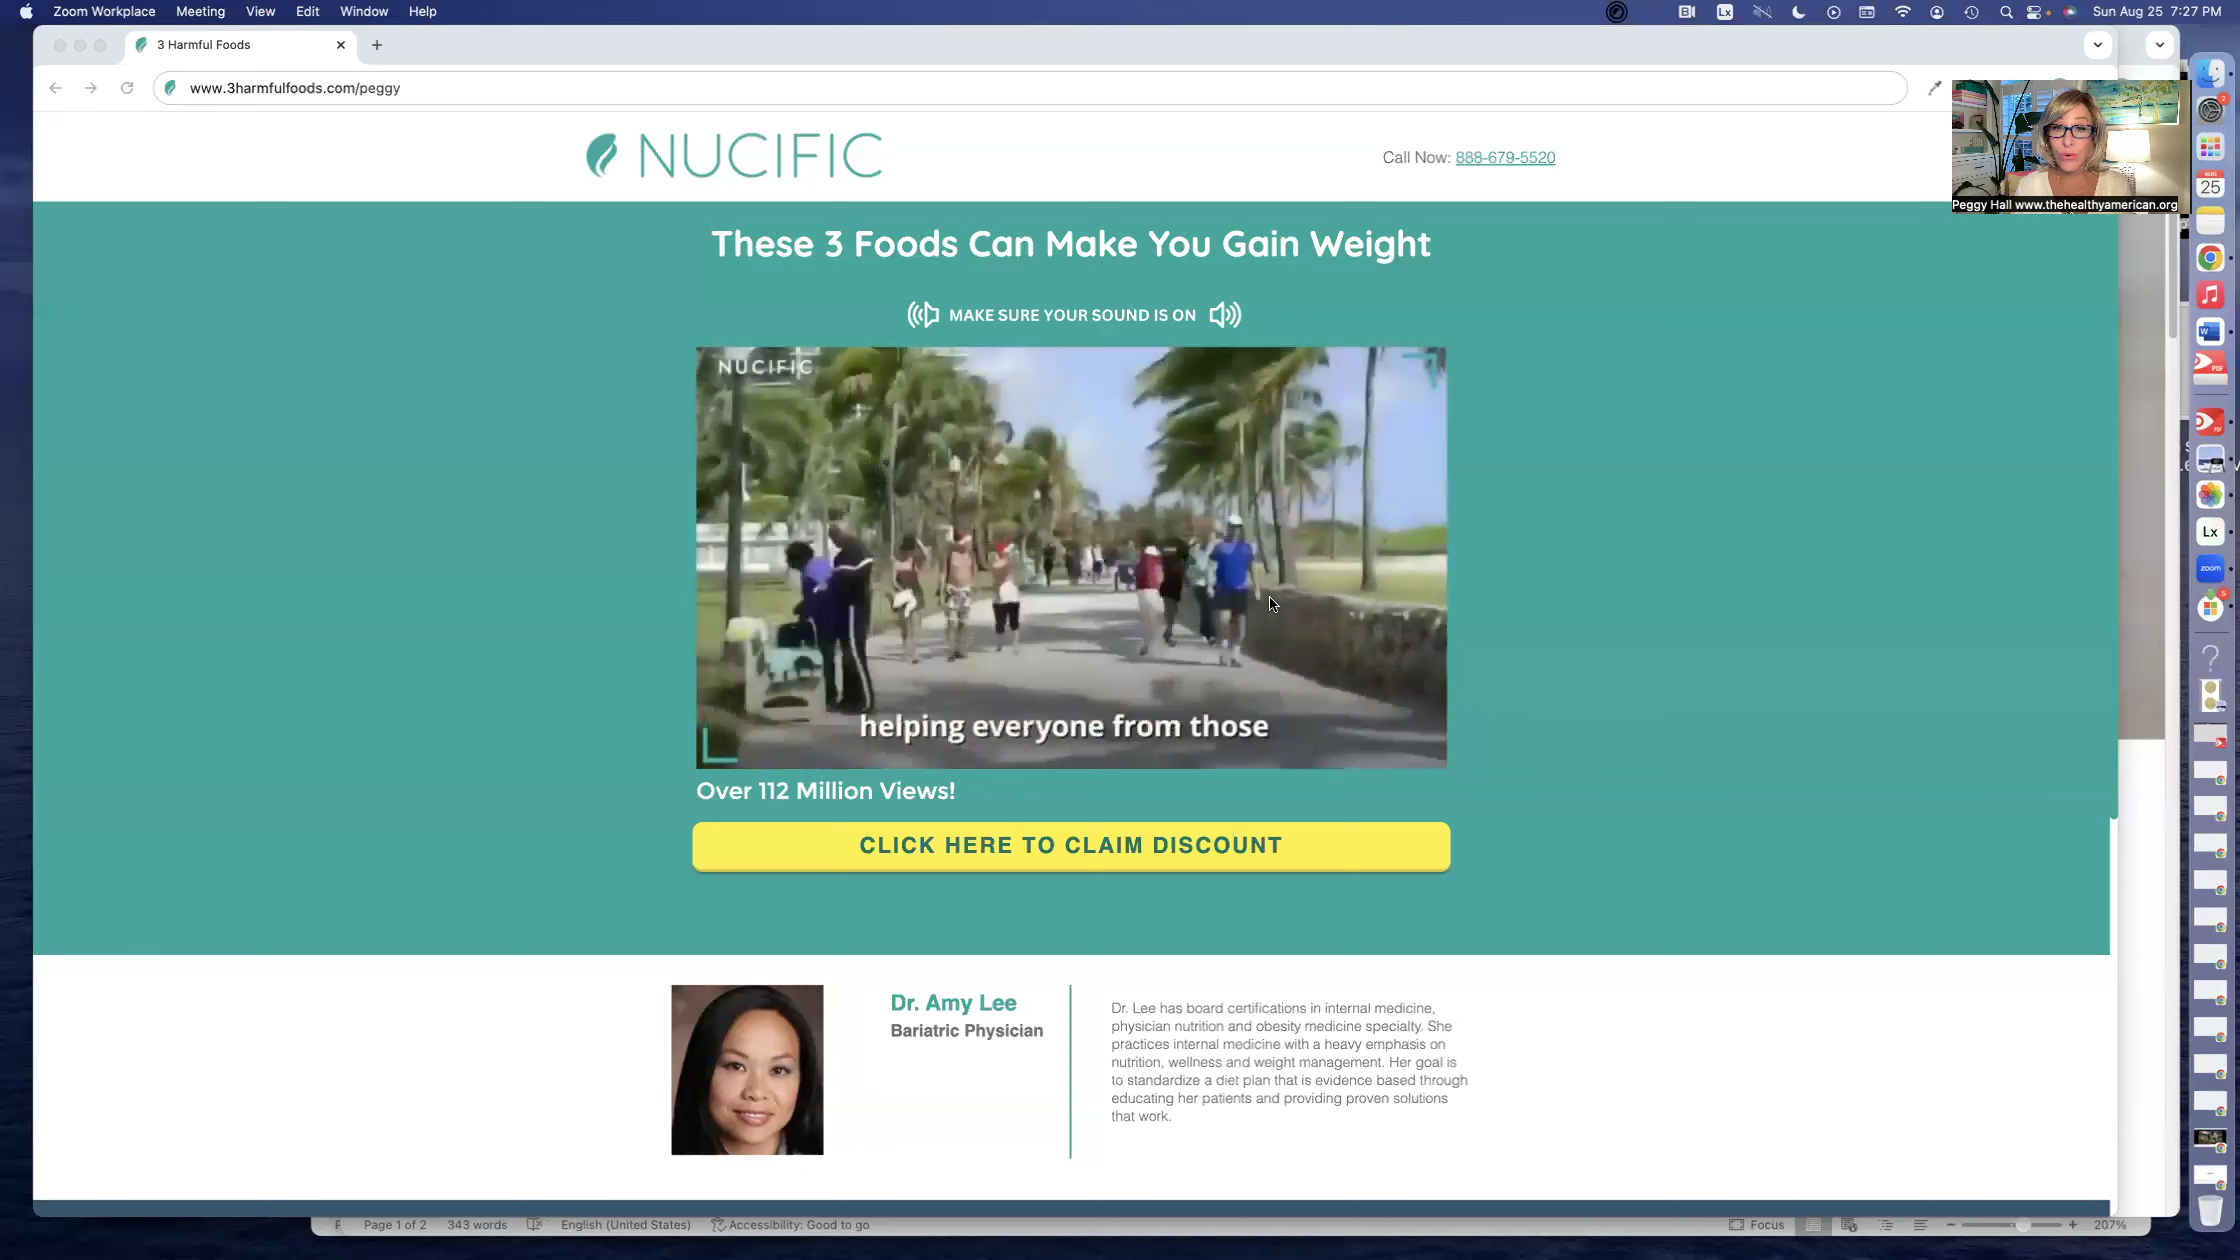 Zoom Workplace Meeting View Edit Window Help
Sun Aug 25 7:27 PM
3 Harmful Foods
www.3harmfulfoods.com/peggy
NUCIFIC
Call Now: 888-679-5520
Peggy Hall www.thehealthyamerican.org
These 3 Foods Can Make You Gain Weight
MAKE SURE YOUR SOUND IS ON
NUCIFIC
helping everyone from those
Over 112 Million Views!
CLICK HERE TO CLAIM DISCOUNT
Dr. Amy Lee
Bariatric Physician
Dr. Lee has board certifications in internal medicine,
physician nutrition and obesity medicine specialty. She
practices internal medicine with a heavy emphasis on
nutrition, wellness and weight management. Her goal is
to standardize a diet plan that is evidence based through
educating her patients and providing proven solutions
that work.
Page 1 of 2 343 words English (United States) Accessibility: Good to go Focus 207%
AUG
25
Lx
zoom